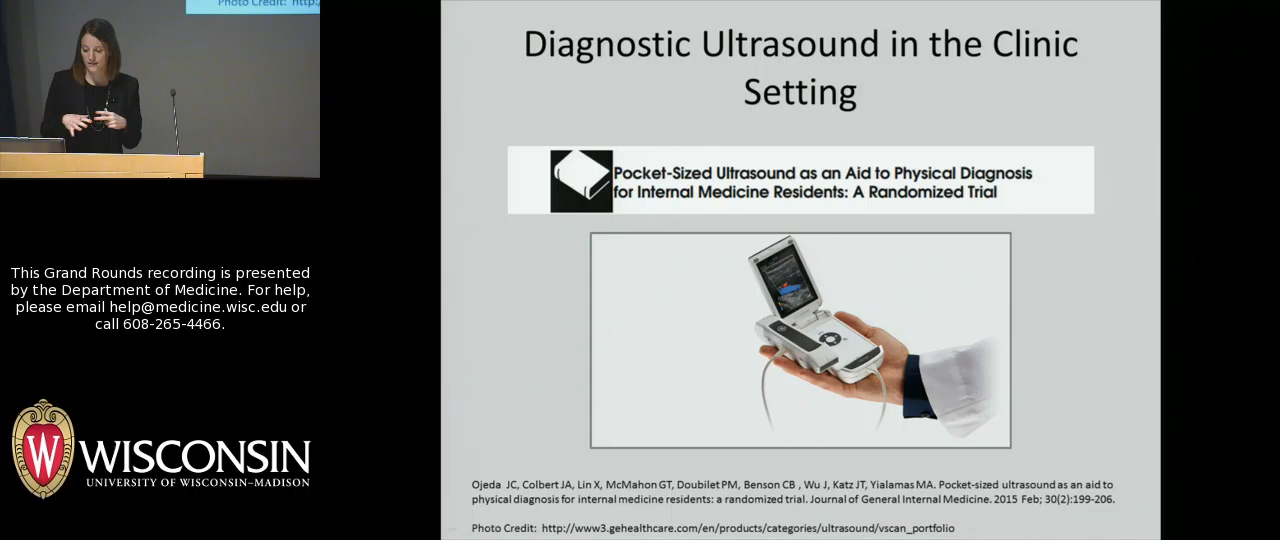 Photo Credit: http:/
This Grand Rounds recording is presented
by the Department of Medicine. For help,
please email help@medicine.wisc.edu or
call 608-265-4466.
W
WISCONSIN
UNIVERSITY OF WISCONSIN–MADISON
Diagnostic Ultrasound in the Clinic
Setting
Pocket-Sized Ultrasound as an Aid to Physical Diagnosis
for Internal Medicine Residents: A Randomized Trial
Ojeda JC, Colbert JA, Lin X, McMahon GT, Doubilet PM, Benson CB , Wu J, Katz JT, Yialamas MA. Pocket-sized ultrasound as an aid to
physical diagnosis for internal medicine residents: a randomized trial. Journal of General Internal Medicine. 2015 Feb; 30(2):199-206.
Photo Credit: http://www3.gehealthcare.com/en/products/categories/ultrasound/vscan_portfolio